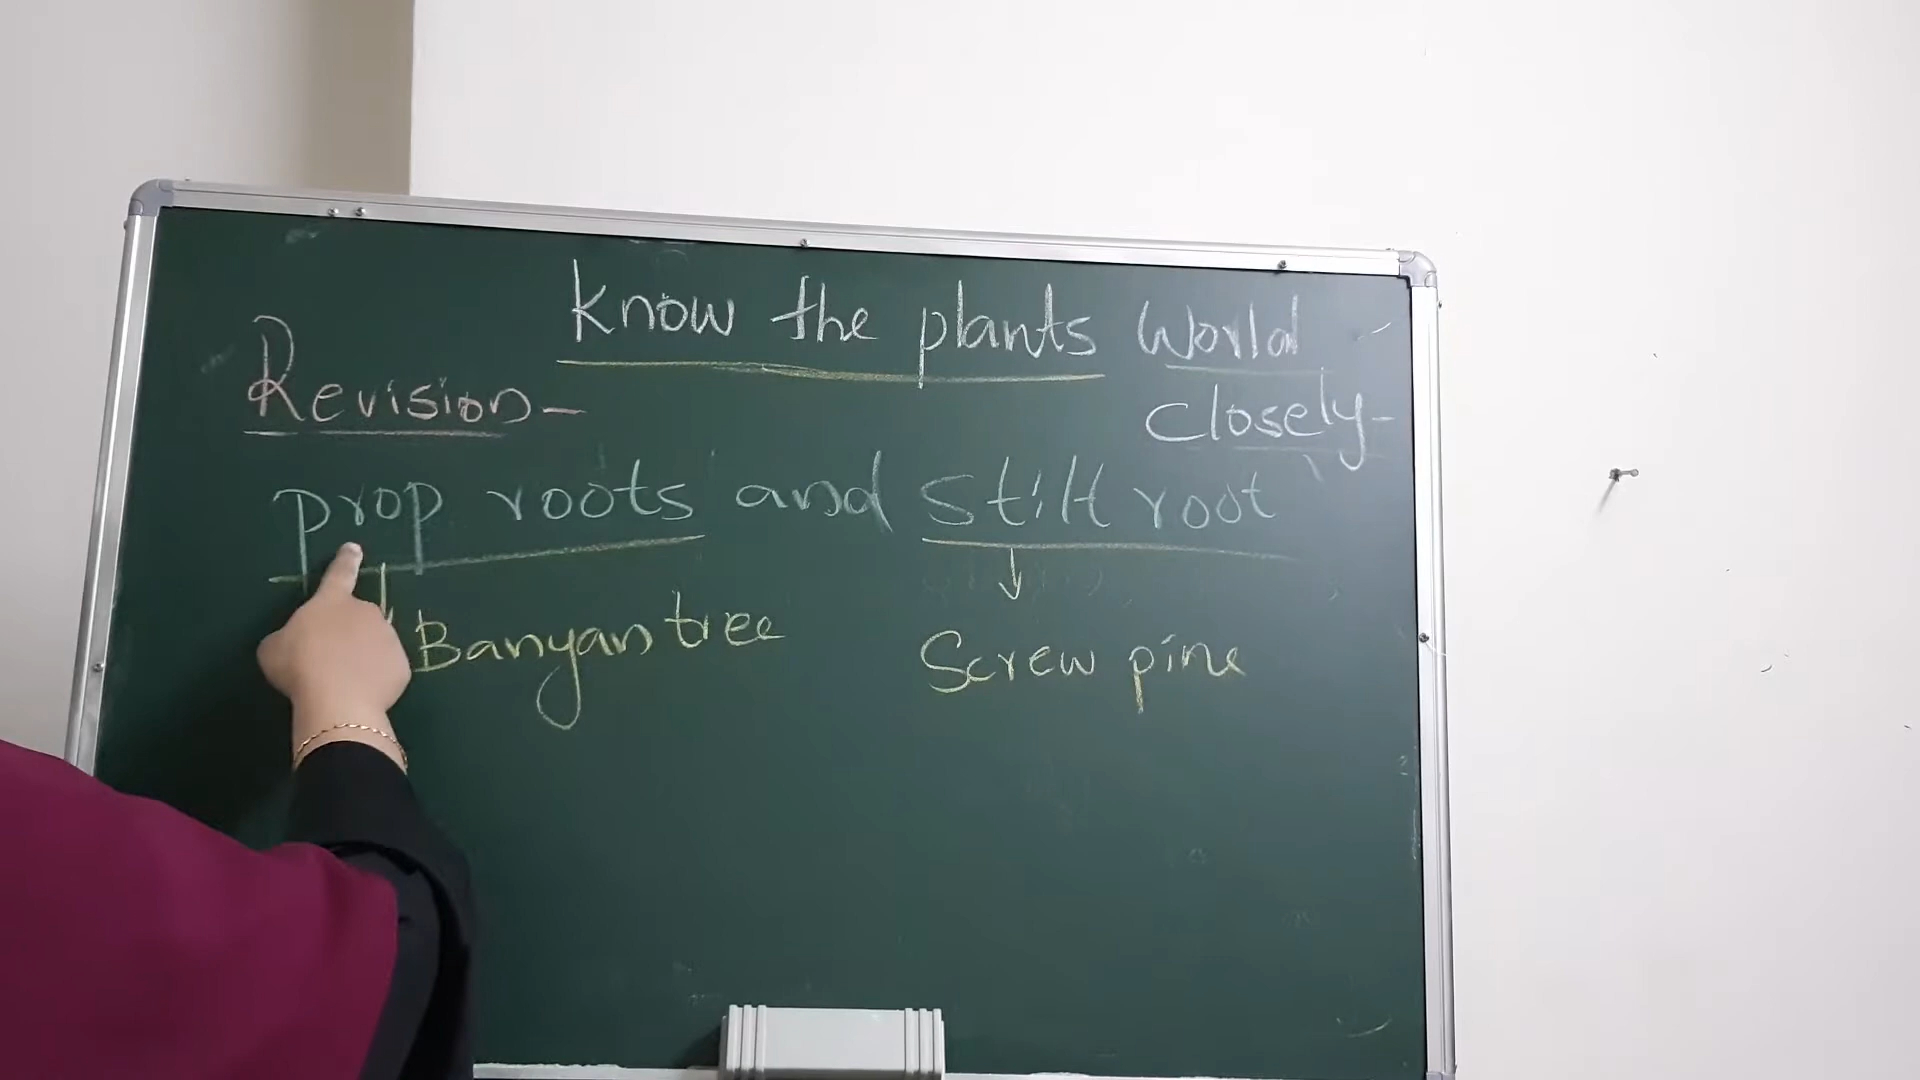 Know the plants World
Closely-
Revision-
prop roots and stilt root
Banyan tree
Screw pine